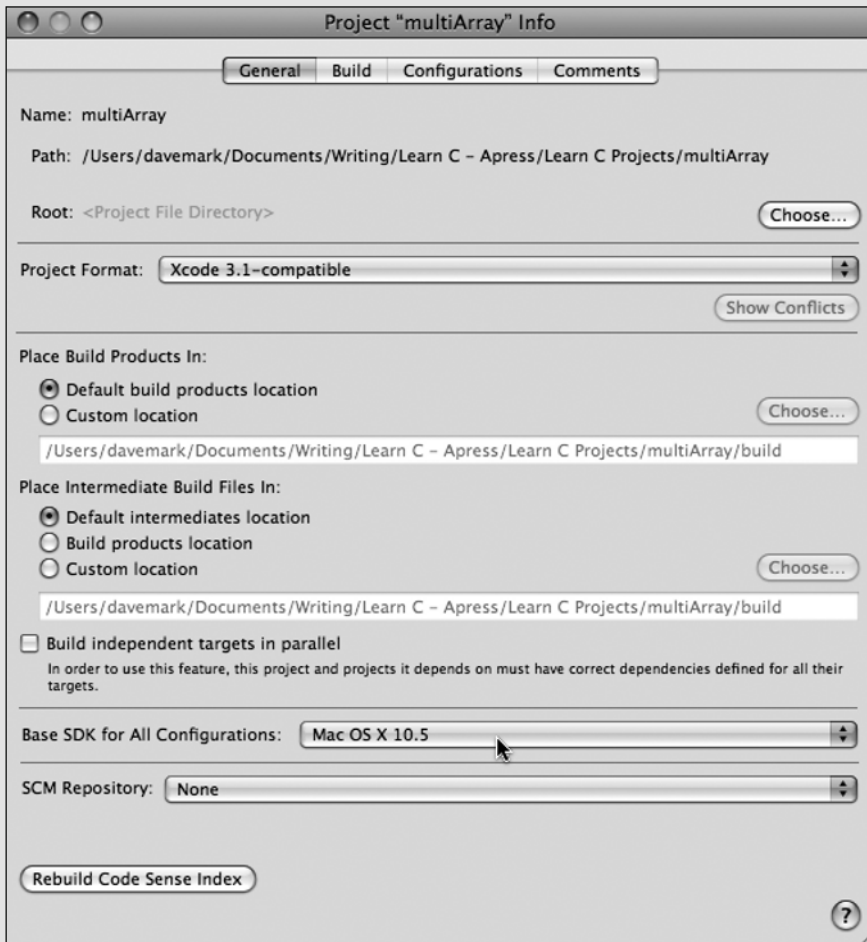 Project “multiArray” Info
General Build Configurations Comments
Name: multiArray
Path: /Users/davemark/Documents/Writing/Learn C – Apress/Learn C Projects/multiArray
Root: <Project File Directory>
Choose...
Project Format: Xcode 3.1-compatible
Show Conflicts
Place Build Products In:
Default build products location
Custom location
Choose...
/Users/davemark/Documents/Writing/Learn C – Apress/Learn C Projects/multiArray/build
Place Intermediate Build Files In:
Default intermediates location
Build products location
Custom location
Choose...
/Users/davemark/Documents/Writing/Learn C – Apress/Learn C Projects/multiArray/build
Build independent targets in parallel
In order to use this feature, this project and projects it depends on must have correct dependencies defined for all their
targets.
Base SDK for All Configurations: Mac OS X 10.5
SCM Repository: None
Rebuild Code Sense Index
?